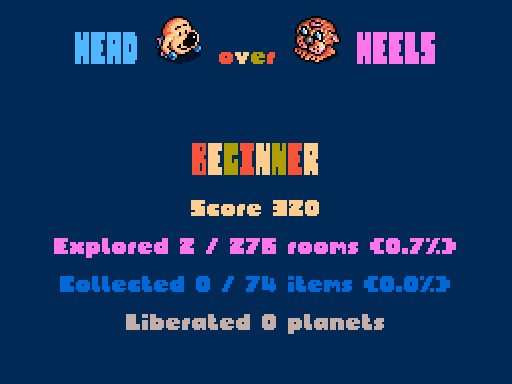 HEAD over HEELS
BEGINNER
Score 320
Explored 2 / 276 rooms (0.7%)
Collected 0 / 74 items (0.0%)
Liberated 0 planets